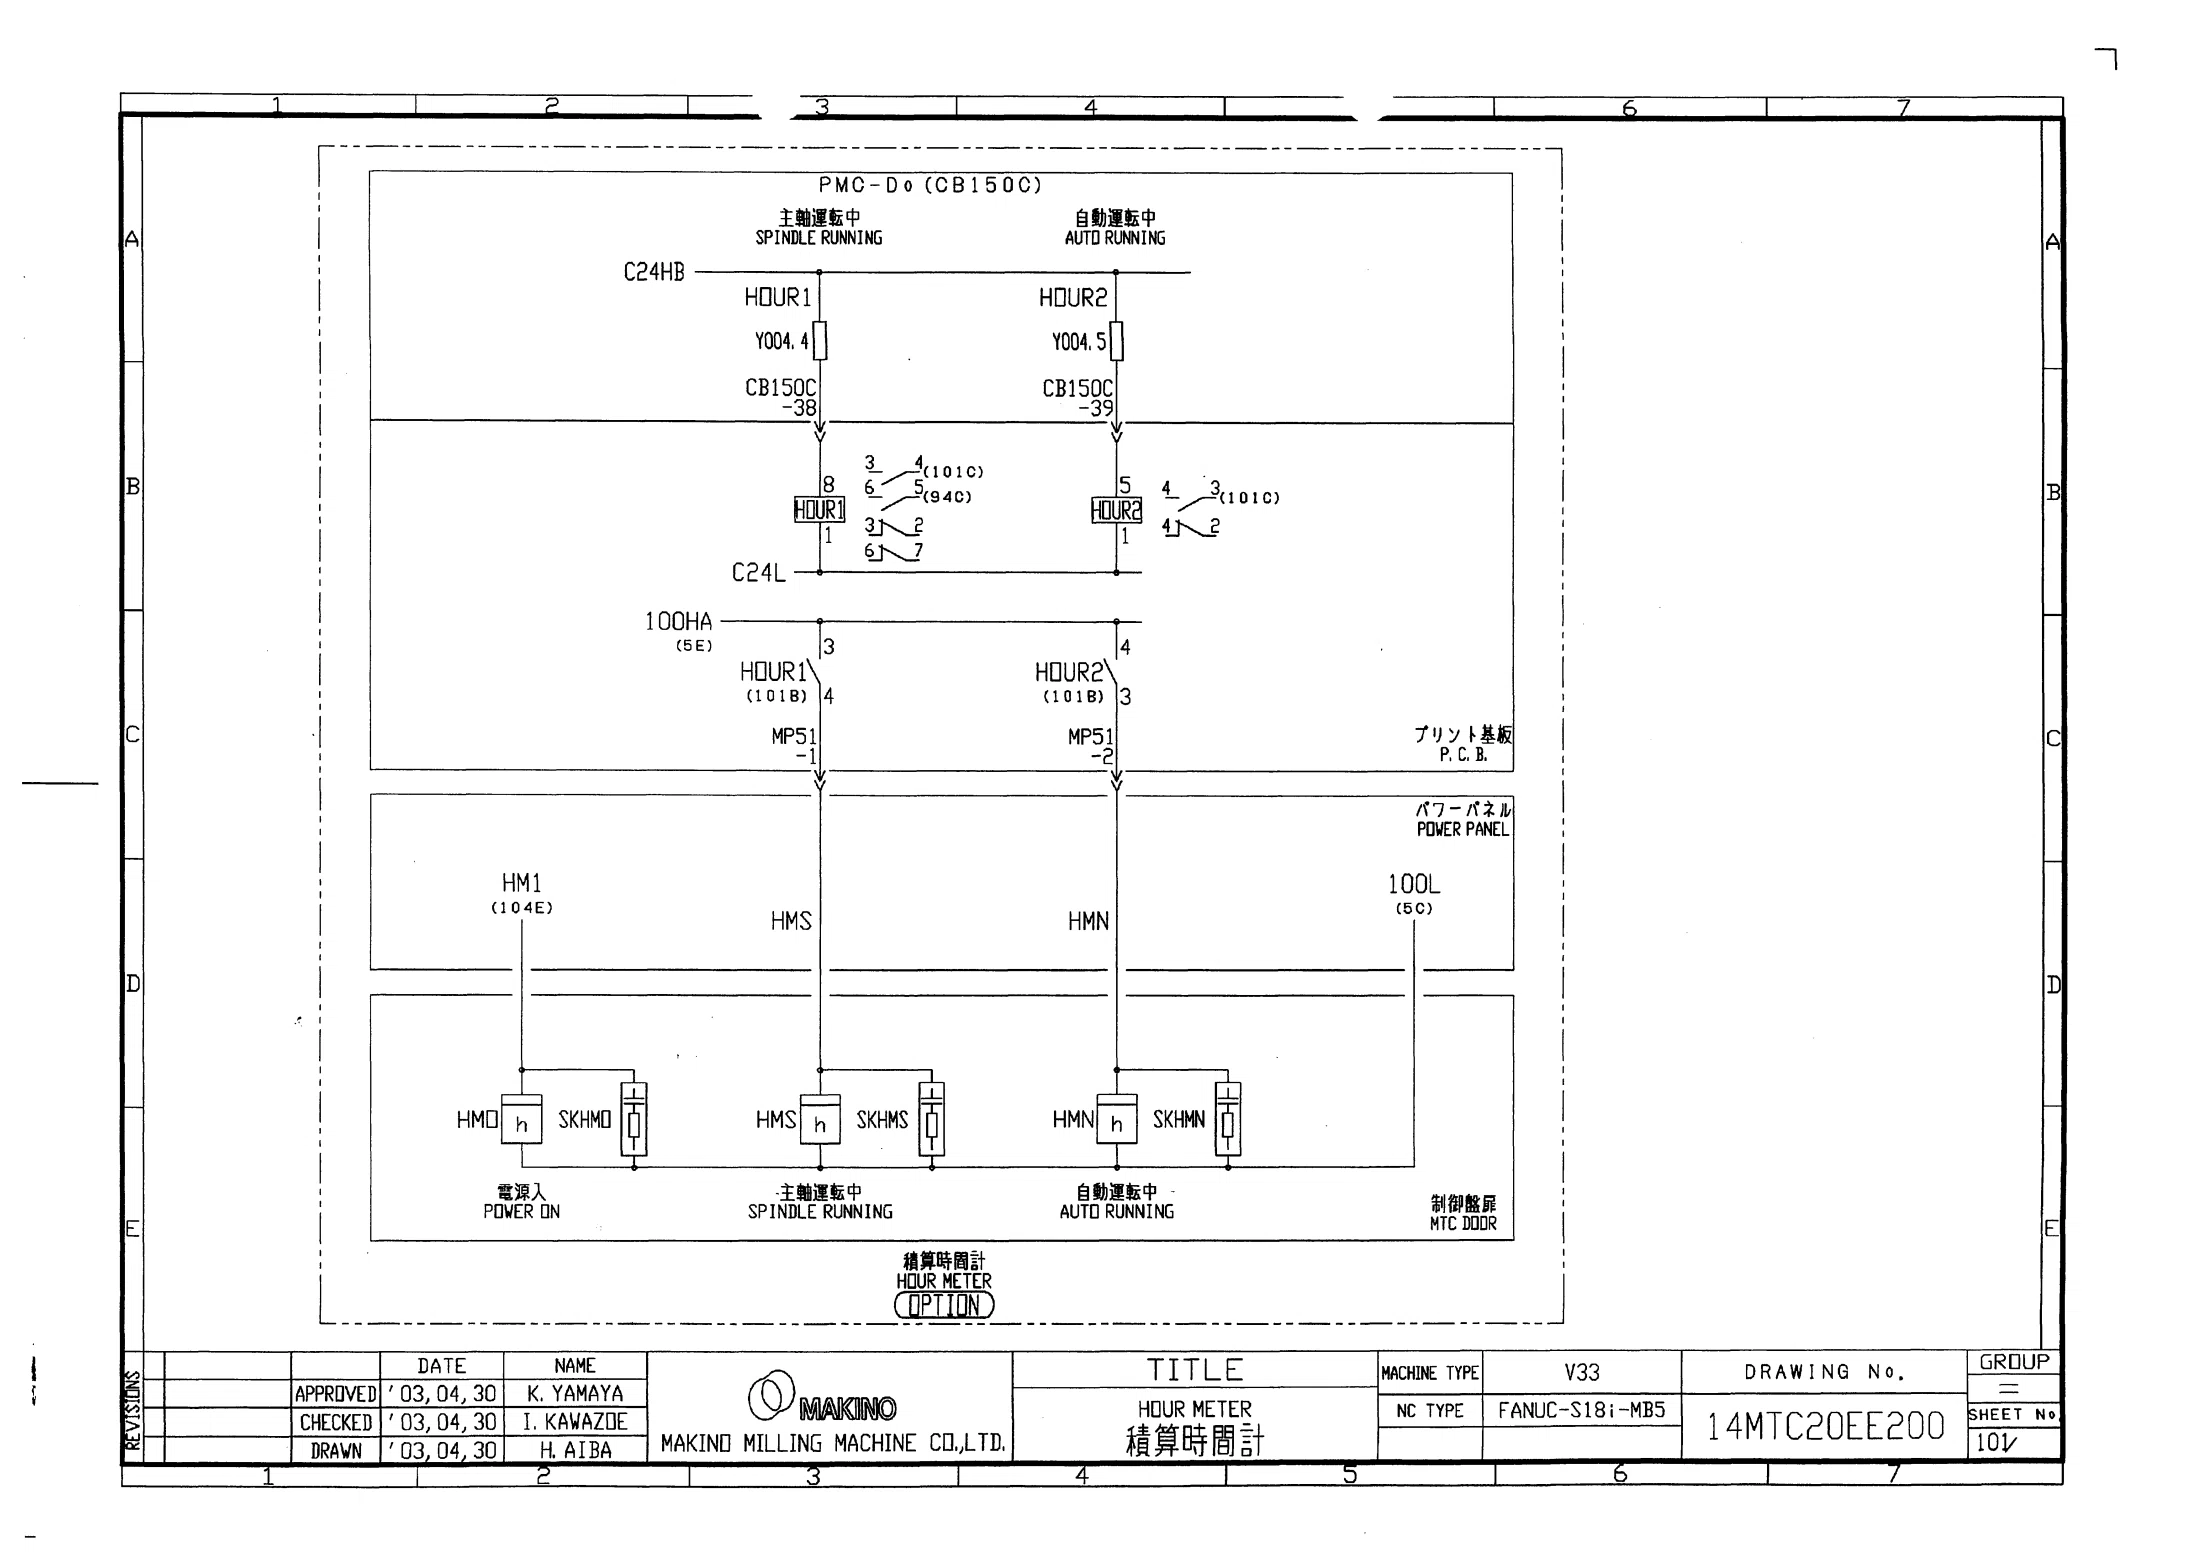 1 2 3 4 6 7
PMC-Do (CB150C)
主軸運転中
SPINDLE RUNNING
自動運転中
AUTO RUNNING
A
A
C24HB
HOUR1
HOUR2
Y004.4
Y004.5
CB150C
-38
CB150C
-39
B
B
3 4 (101C)
6 5 (94C)
8
HOUR1
1
3 2
6 7
5
HOUR2
1
4 3 (101C)
4 2
C24L
100HA
(5E)
3
HOUR1
(101B) 4
4
HOUR2
(101B) 3
C
C
MP51
-1
MP51
-2
プリント基板
P.C.B.
パワーパネル
POWER PANEL
HM1
(104E)
HMS
HMN
100L
(5C)
D
D
HMO h SKHMO
HMS h SKHMS
HMN h SKHMN
電源入
POWER ON
主軸運転中
SPINDLE RUNNING
自動運転中
AUTO RUNNING
制御盤扉
MTC DOOR
E
E
積算時間計
HOUR METER
OPTION
REVISIONS
DATE NAME
APPROVED '03,04,30 K. YAMAYA
CHECKED '03,04,30 I. KAWAZOE
DRAWN '03,04,30 H. AIBA
MAKINO
MAKINO MILLING MACHINE CO.,LTD.
TITLE
HOUR METER
積算時間計
MACHINE TYPE V33
NC TYPE FANUC-S18i-MB5
DRAWING No.
14MTC20EE200
GROUP
=
SHEET No.
101/
1 2 3 4 5 6 7